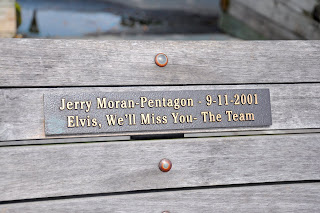 Jerry Moran-Pentagon - 9-11-2001
Elvis, We'll Miss You- The Team